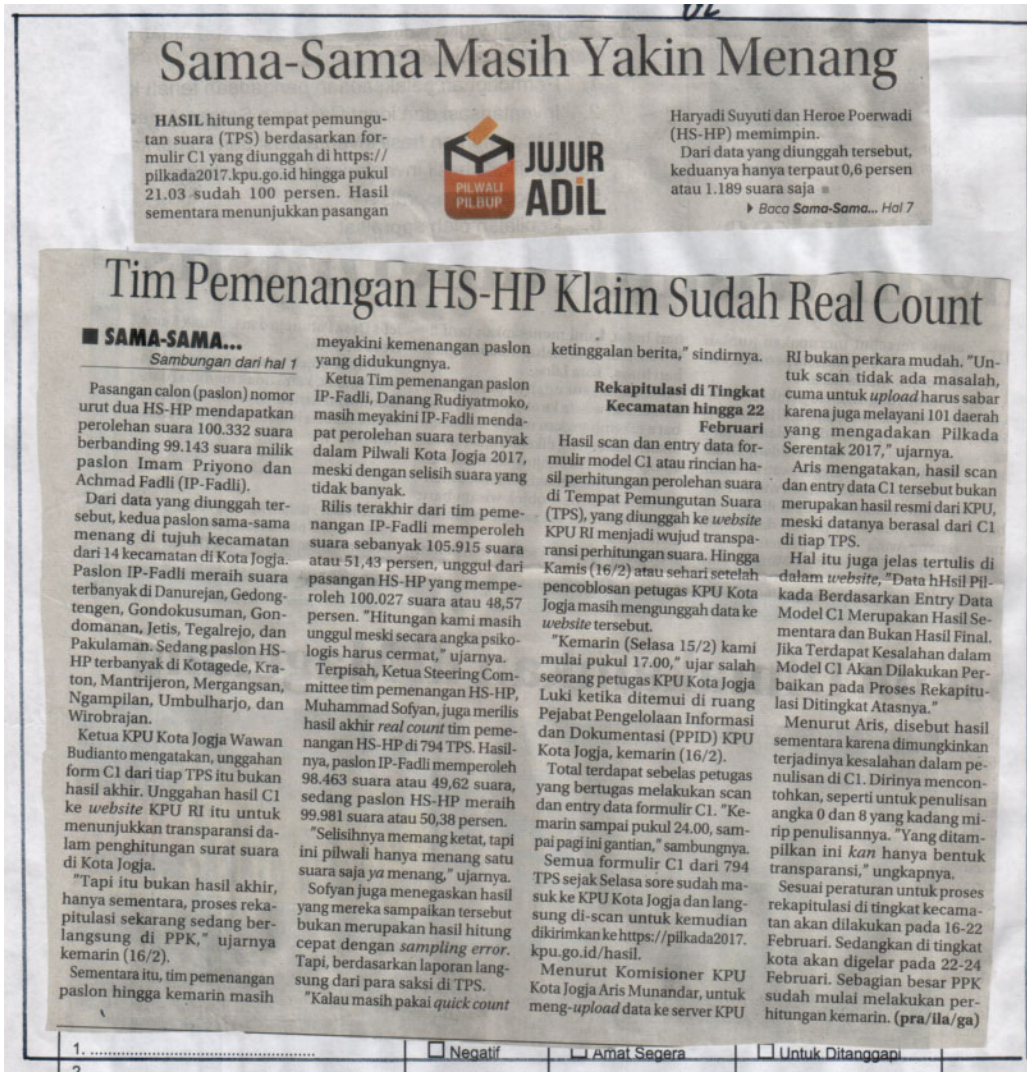 Sama-Sama Masih Yakin Menang
HASIL hitung tempat pemungu-
tan suara (TPS) berdasarkan for-
mulir C1 yang diunggah di https://
pilkada2017.kpu.go.id hingga pukul
21.03 sudah 100 persen. Hasil
sementara menunjukkan pasangan
PILWALI
PILBUP
JUJUR
ADIL
Haryadi Suyuti dan Heroe Poerwadi
(HS-HP) memimpin.
Dari data yang diunggah tersebut,
keduanya hanya terpaut 0,6 persen
atau 1.189 suara saja
Baca Sama-Sama... Hal 7
Tim Pemenangan HS-HP Klaim Sudah Real Count
SAMA-SAMA...
Sambungan dari hal 1
Pasangan calon (paslon) nomor
urut dua HS-HP mendapatkan
perolehan suara 100.332 suara
berbanding 99.143 suara milik
paslon Imam Priyono dan
Achmad Fadli (IP-Fadli).
Dari data yang diunggah ter-
sebut, kedua paslon sama-sama
menang di tujuh kecamatan
dari 14 kecamatan di Kota Jogja.
Paslon IP-Fadli meraih suara
terbanyak di Danurejan, Gedong-
tengen, Gondokusuman, Gon-
domanan, Jetis, Tegalrejo, dan
Pakulaman. Sedang paslon HS-
HP terbanyak di Kotagede, Kra-
ton, Mantrijeron, Mergangsan,
Ngampilan, Umbulharjo, dan
Wirobrajan.
Ketua KPU Kota Jogja Wawan
Budianto mengatakan, unggahan
form C1 dari tiap TPS itu bukan
hasil akhir. Unggahan hasil C1
ke website KPU RI itu untuk
menunjukkan transparansi da-
lam penghitungan surat suara
di Kota Jogja.
"Tapi itu bukan hasil akhir,
hanya sementara, proses reka-
pitulasi sekarang sedang ber-
langsung di PPK," ujarnya
kemarin (16/2).
Sementara itu, tim pemenangan
paslon hingga kemarin masih
meyakini kemenangan paslon
yang didukungnya.
Ketua Tim pemenangan paslon
IP-Fadli, Danang Rudiyatmoko,
masih meyakini IP-Fadli menda-
pat perolehan suara terbanyak
dalam Pilwali Kota Jogja 2017,
meski dengan selisih suara yang
tidak banyak.
Rilis terakhir dari tim peme-
nangan IP-Fadli memperoleh
suara sebanyak 105.915 suara
atau 51,43 persen, unggul dari
pasangan HS-HP yang mempe-
roleh 100.027 suara atau 48,57
persen. "Hitungan kami masih
unggul meski secara angka psiko-
logis harus cermat," ujarnya.
Terpisah, Ketua Steering Com-
mittee tim pemenangan HS-HP,
Muhammad Sofyan, juga merilis
hasil akhir real count tim peme-
nangan HS-HP di 794 TPS. Hasil-
nya, paslon IP-Fadli memperoleh
98.463 suara atau 49,62 suara,
sedang paslon HS-HP meraih
99.981 suara atau 50,38 persen.
"Selisihnya memang ketat, tapi
ini pilwali hanya menang satu
suara saja ya menang," ujarnya.
Sofyan juga menegaskan hasil
yang mereka sampaikan tersebut
bukan merupakan hasil hitung
cepat dengan sampling error.
Tapi, berdasarkan laporan lang-
sung dari para saksi di TPS.
"Kalau masih pakai quick count
ketinggalan berita," sindirnya.
Rekapitulasi di Tingkat
Kecamatan hingga 22
Februari
Hasil scan dan entry data for-
mulir model C1 atau rincian ha-
sil perhitungan perolehan suara
di Tempat Pemungutan Suara
(TPS), yang diunggah ke website
KPU RI menjadi wujud transpa-
ransi perhitungan suara. Hingga
Kamis (16/2) atau sehari setelah
pencoblosan petugas KPU Kota
Jogja masih mengunggah data ke
website tersebut.
"Kemarin (Selasa 15/2) kami
mulai pukul 17.00," ujar salah
seorang petugas KPU Kota Jogja
Luki ketika ditemui di ruang
Pejabat Pengelolaan Informasi
dan Dokumentasi (PPID) KPU
Kota Jogja, kemarin (16/2).
Total terdapat sebelas petugas
yang bertugas melakukan scan
dan entry data formulir C1. "Ke-
marin sampai pukul 24.00, sam-
pai pagi ini gantian," sambungnya.
Semua formulir C1 dari 794
TPS sejak Selasa sore sudah ma-
suk ke KPU Kota Jogja dan lang-
sung di-scan untuk kemudian
dikirimkan ke https://pilkada2017.
kpu.go.id/hasil.
Menurut Komisioner KPU
Kota Jogja Aris Munandar, untuk
meng-upload data ke server KPU
RI bukan perkara mudah. "Un-
tuk scan tidak ada masalah,
cuma untuk upload harus sabar
karena juga melayani 101 daerah
yang mengadakan Pilkada
Serentak 2017," ujarnya.
Aris mengatakan, hasil scan
dan entry data C1 tersebut bukan
merupakan hasil resmi dari KPU,
meski datanya berasal dari C1
di tiap TPS.
Hal itu juga jelas tertulis di
dalam website, "Data hHsil Pil-
kada Berdasarkan Entry Data
Model C1 Merupakan Hasil Se-
mentara dan Bukan Hasil Final.
Jika Terdapat Kesalahan dalam
Model C1 Akan Dilakukan Per-
baikan pada Proses Rekapitu-
lasi Ditingkat Atasnya."
Menurut Aris, disebut hasil
sementara karena dimungkinkan
terjadinya kesalahan dalam pe-
nulisan di C1. Dirinya mencon-
tohkan, seperti untuk penulisan
angka 0 dan 8 yang kadang mi-
rip penulisannya. "Yang ditam-
pilkan ini kan hanya bentuk
transparansi," ungkapnya.
Sesuai peraturan untuk proses
rekapitulasi di tingkat kecama-
tan akan dilakukan pada 16-22
Februari. Sedangkan di tingkat
kota akan digelar pada 22-24
Februari. Sebagian besar PPK
sudah mulai melakukan per-
hitungan kemarin. (pra/ila/ga)
1. ........................................
Negatif
Amat Segera
Untuk Ditanggapi